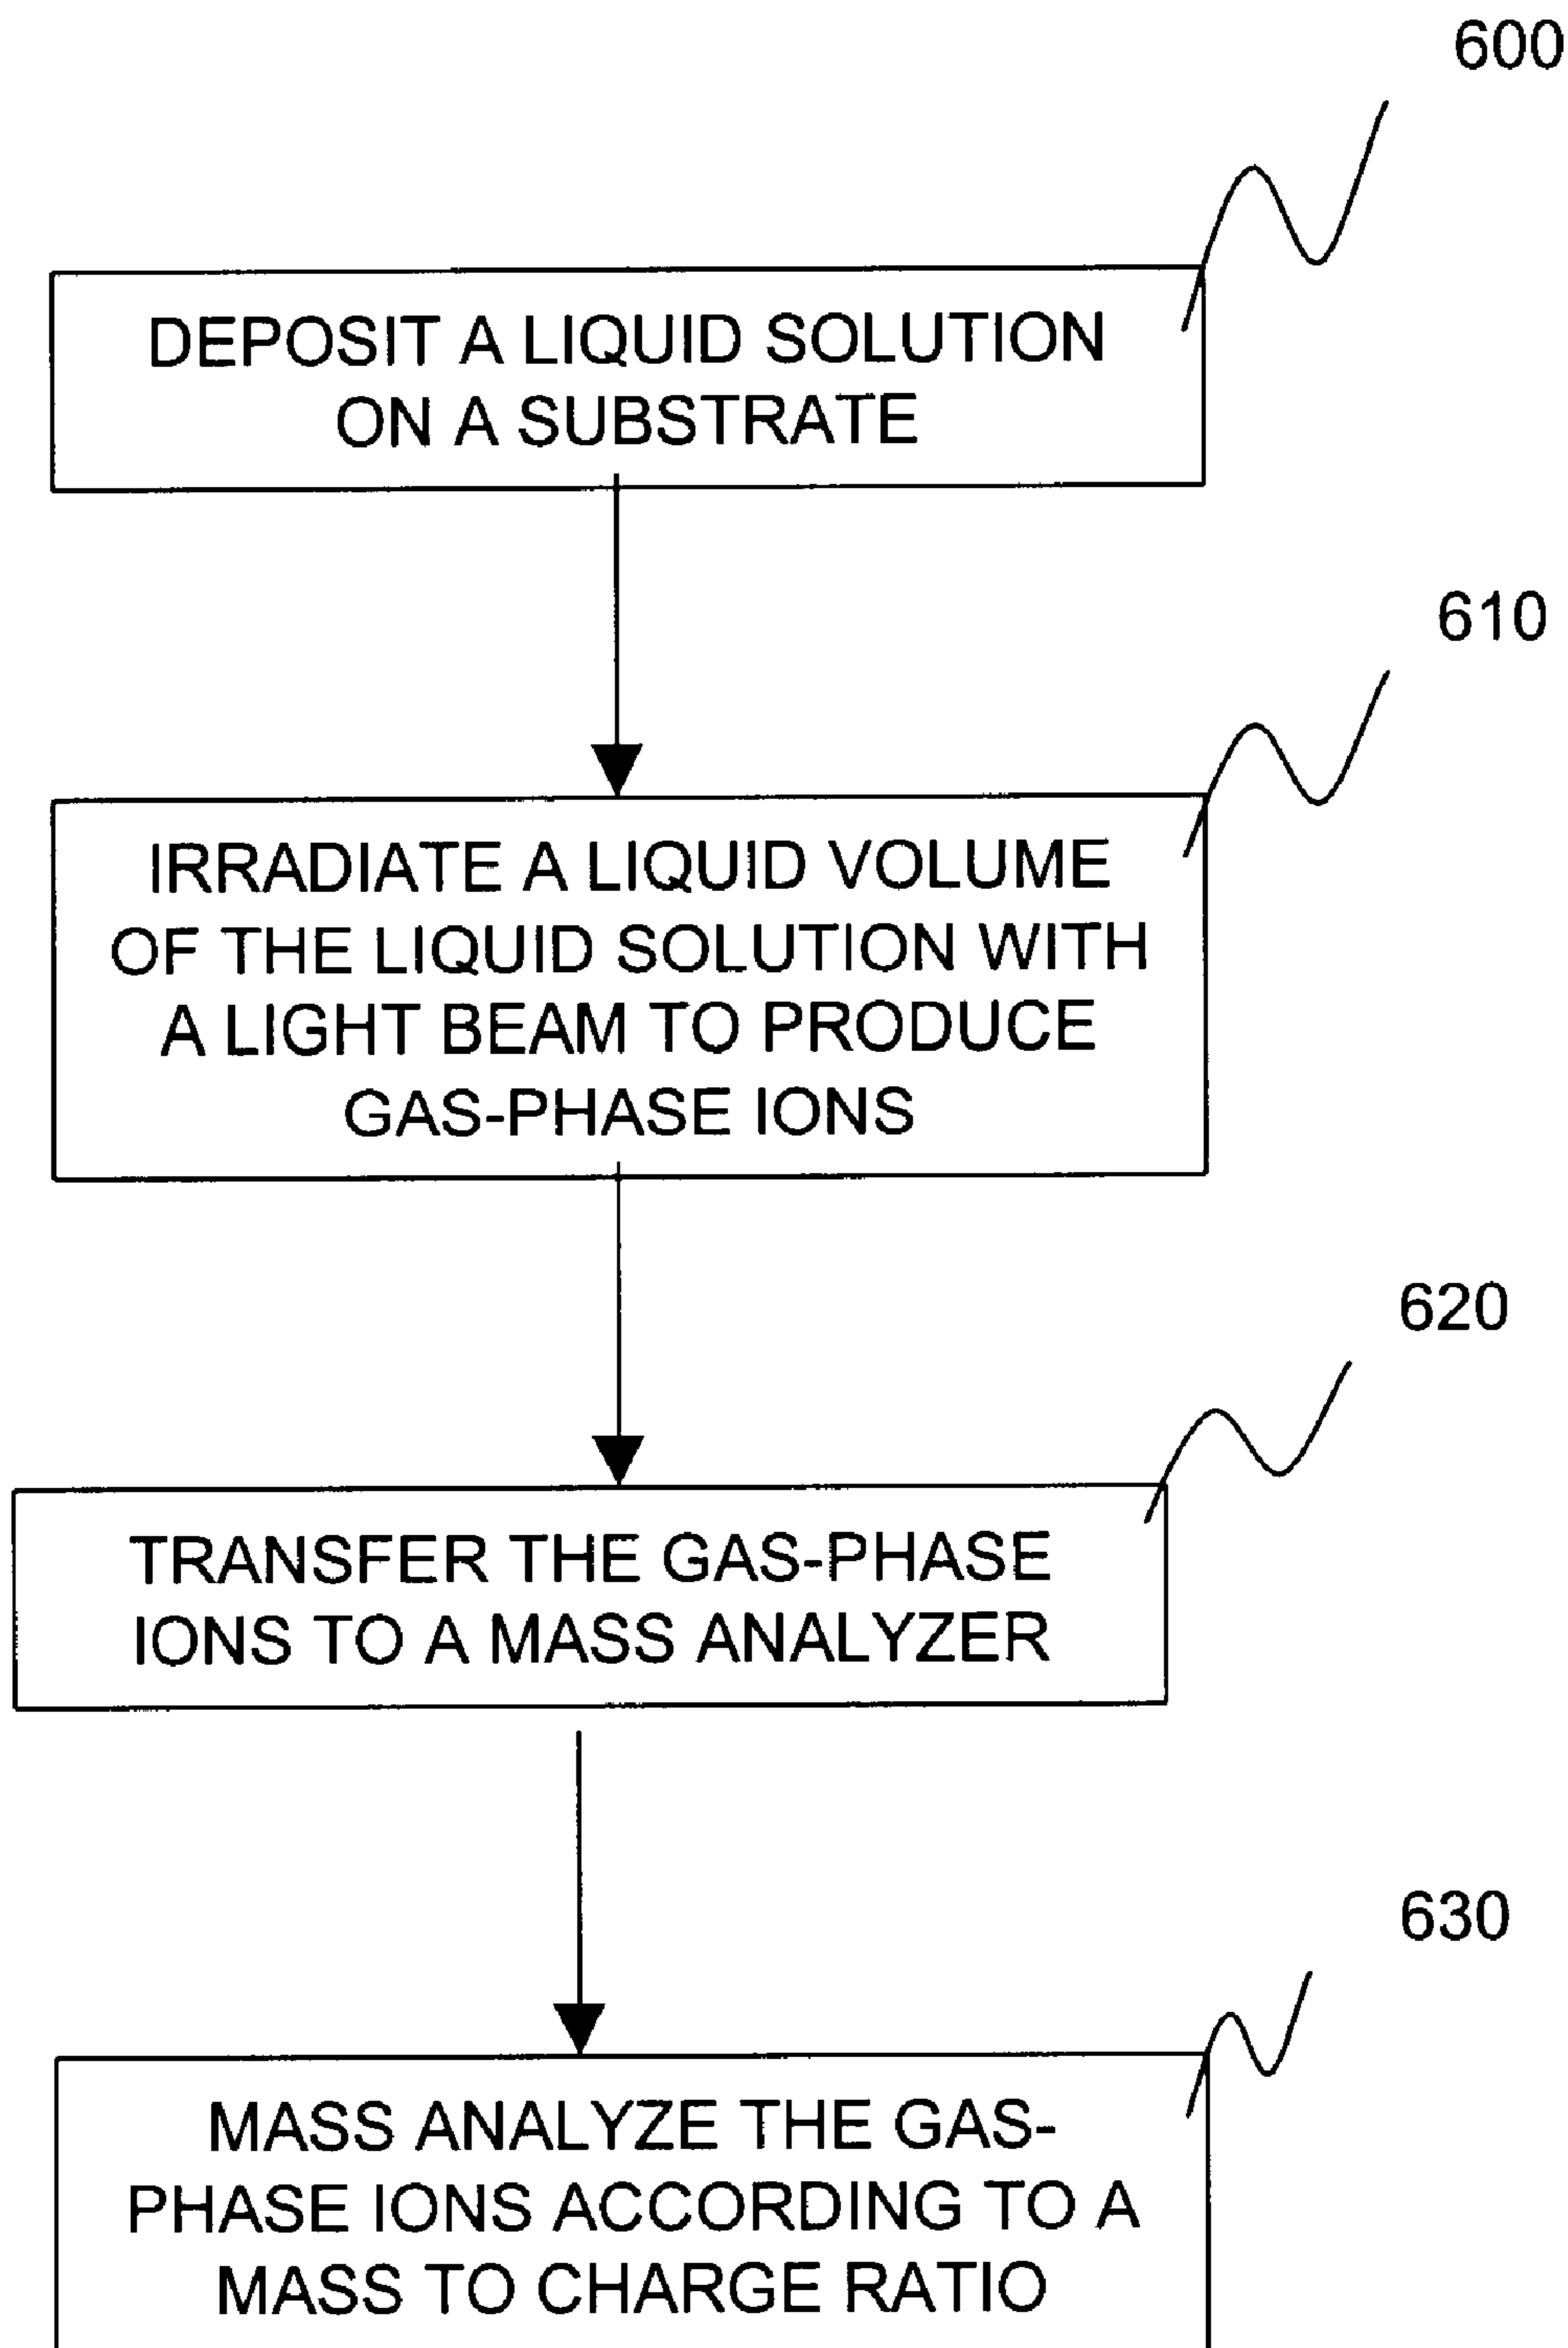 600
DEPOSIT A LIQUID SOLUTION
ON A SUBSTRATE
610
IRRADIATE A LIQUID VOLUME
OF THE LIQUID SOLUTION WITH
A LIGHT BEAM TO PRODUCE
GAS-PHASE IONS
620
TRANSFER THE GAS-PHASE
IONS TO A MASS ANALYZER
630
MASS ANALYZE THE GAS-
PHASE IONS ACCORDING TO A
MASS TO CHARGE RATIO